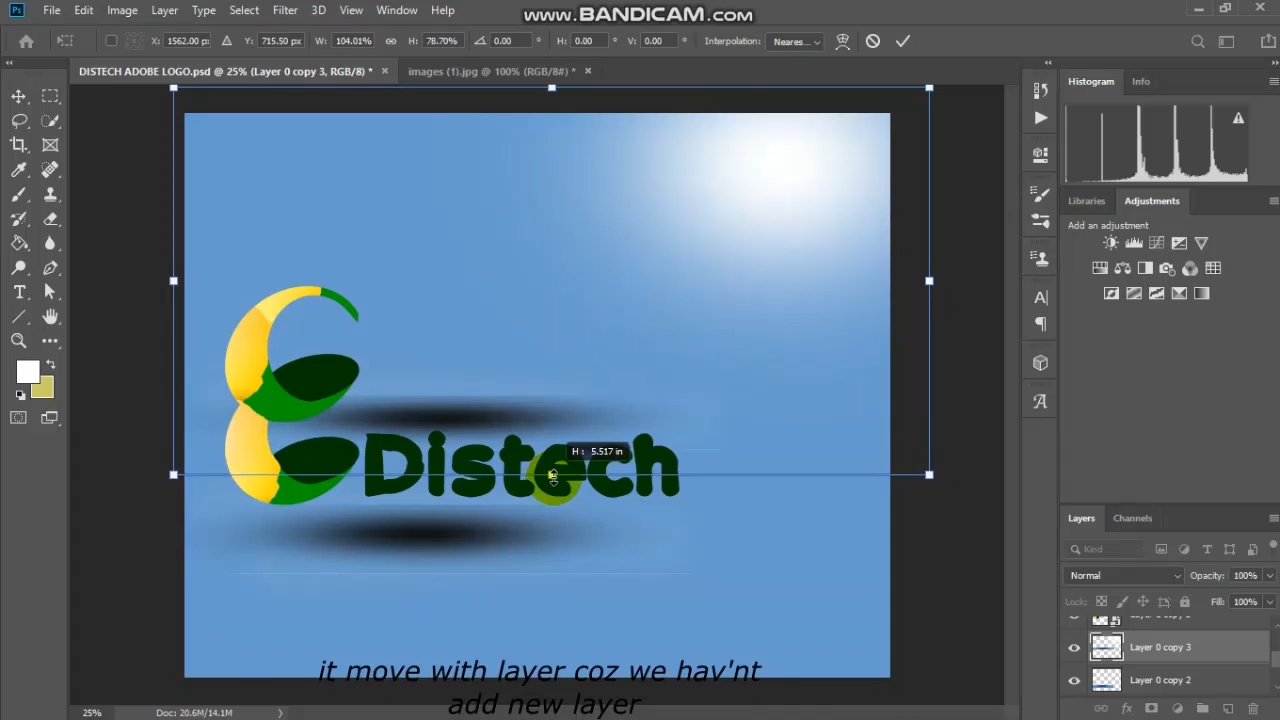 www.BANDICAM.com
Ps File Edit Image Layer Type Select Filter 3D View Window Help
X: 1562.00 px Y: 715.50 px W: 104.01% H: 78.70% 0.00 ° H: 0.00 ° V: 0.00 ° Interpolation: Neares...
DISTECH ADOBE LOGO.psd @ 25% (Layer 0 copy 3, RGB/8) * × images (1).jpg @ 100% (RGB/8#) * ×
Histogram Info
Libraries Adjustments
Add an adjustment
Distech
H : 5.517 in
Layers Channels
Kind
Normal Opacity: 100%
Lock: Fill: 100%
Layer 0 copy 3
Layer 0 copy 2
it move with layer coz we hav'nt
add new layer
25% Doc: 20.6M/14.1M